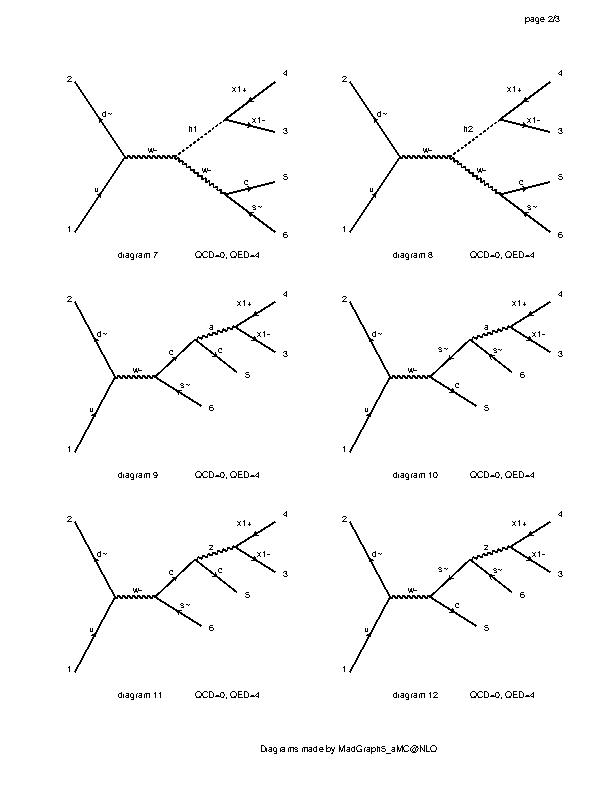 page 2/3
2
d~
u
1
w-
h1
w-
x1+
4
x1-
3
c
5
s~
6
diagram 7 QCD=0, QED=4
2
d~
u
1
w-
h2
w-
x1+
4
x1-
3
c
5
s~
6
diagram 8 QCD=0, QED=4
2
d~
u
1
w-
c
a
x1+
4
x1-
3
c
5
s~
6
diagram 9 QCD=0, QED=4
2
d~
u
1
w-
s~
a
x1+
4
x1-
3
s~
6
c
5
diagram 10 QCD=0, QED=4
2
d~
u
1
w-
c
z
x1+
4
x1-
3
c
5
s~
6
diagram 11 QCD=0, QED=4
2
d~
u
1
w-
s~
z
x1+
4
x1-
3
s~
6
c
5
diagram 12 QCD=0, QED=4
Diagrams made by MadGraph5_aMC@NLO